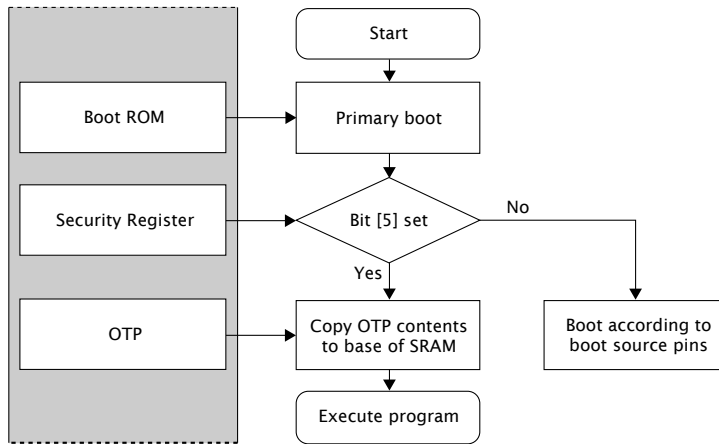 Start
Boot ROM
Primary boot
Security Register
Bit [5] set
No
Yes
OTP
Copy OTP contents
to base of SRAM
Boot according to
boot source pins
Execute program